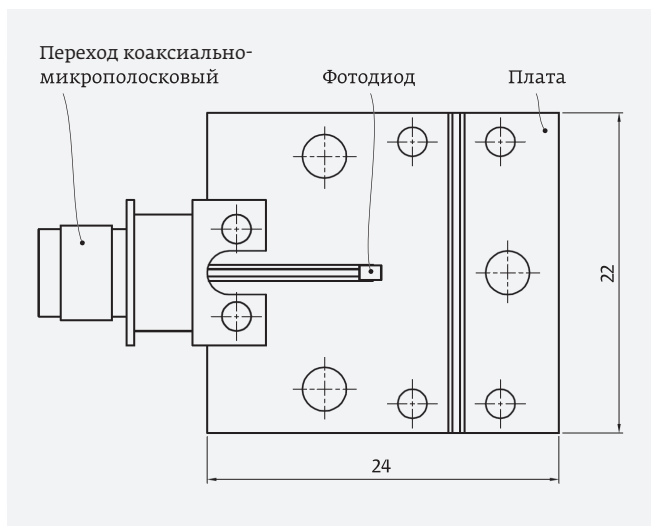 Переход коаксиально-
микрополосковый
Фотодиод
Плата
22
24